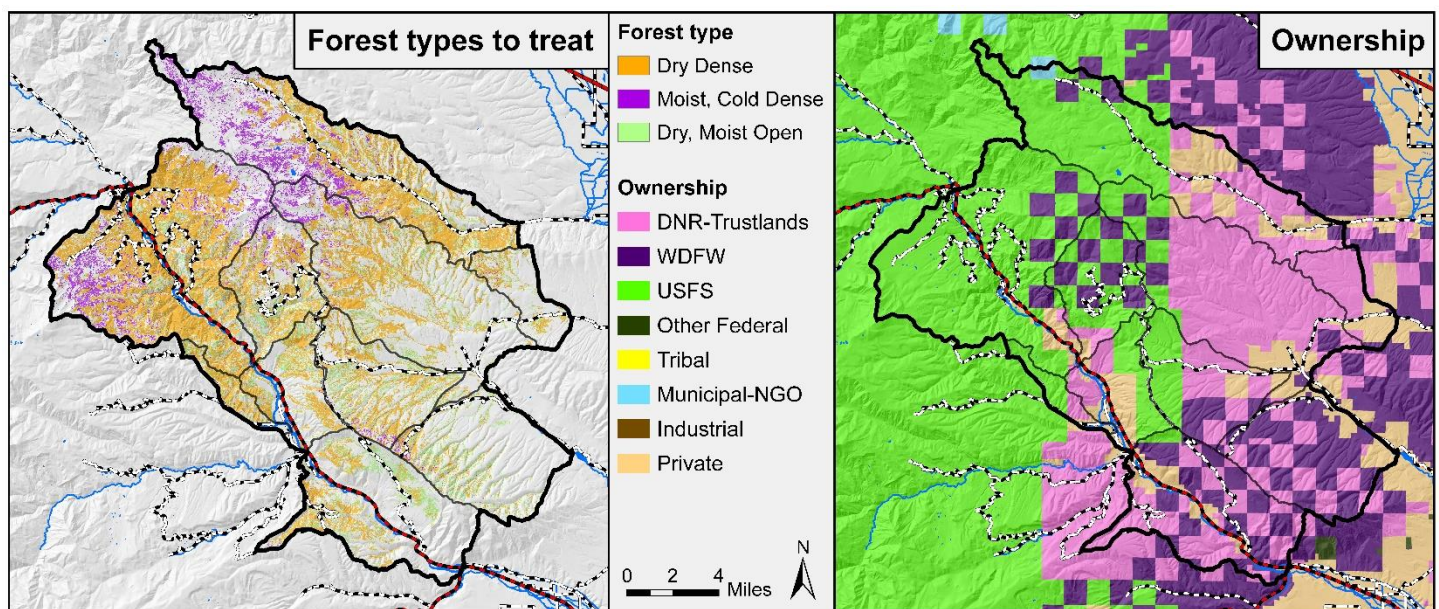 Forest types to treat
Forest type
Dry Dense
Moist, Cold Dense
Dry, Moist Open
Ownership
DNR-Trustlands
WDFW
USFS
Other Federal
Tribal
Municipal-NGO
Industrial
Private
N
0 2 4
Miles
Ownership